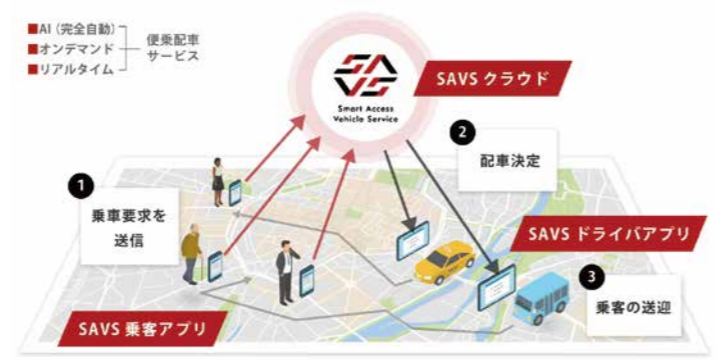 ■AI（完全自動）
■オンデマンド
■リアルタイム
便乗配車
サービス
SAVS
Smart Access
Vehicle Service
SAVS クラウド
2
配車決定
1
乗車要求を
送信
SAVS ドライバアプリ
3
乗客の送迎
SAVS 乗客アプリ